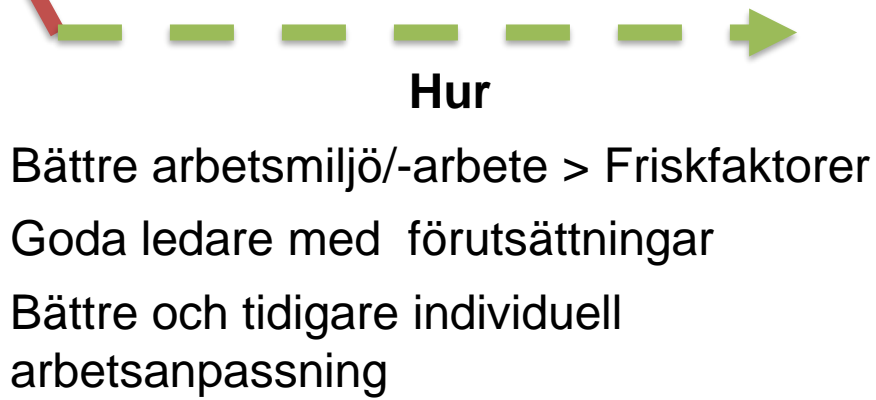 Hur
Bättre arbetsmiljö/-arbete > Friskfaktorer
Goda ledare med förutsättningar
Bättre och tidigare individuell
arbetsanpassning